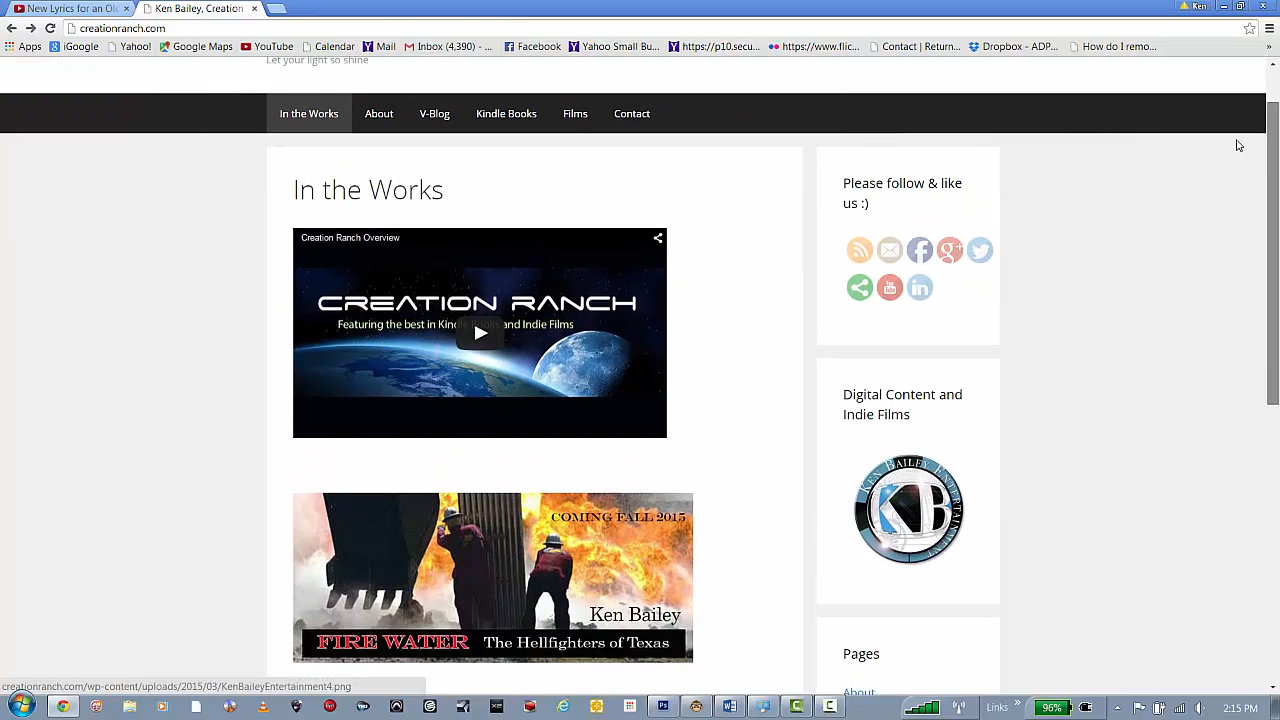 New Lyrics for an Ol
Ken Bailey, Creation
Ken
creationranch.com
Apps
iGoogle
Yahoo!
Google Maps
YouTube
Calendar
Mail
Inbox (4,390) - ...
Facebook
Yahoo Small Bu...
https://p10.secu...
https://www.flic...
Contact | Return...
Dropbox - ADP...
How do I remo...
»
Let your light so shine
In the Works
About
V-Blog
Kindle Books
Films
Contact
In the Works
Creation Ranch Overview
CREATION RANCH
Featuring the best in Kindle Books and Indie Films
COMING FALL 2015
Ken Bailey
FIRE WATER The Hellfighters of Texas
Please follow & like
us :)
Digital Content and
Indie Films
KEN BAILEY ENTERTAINMENT
KB
Pages
About
creationranch.com/wp-content/uploads/2015/03/KenBaileyEntertainment4.png
Links
»
96%
2:15 PM